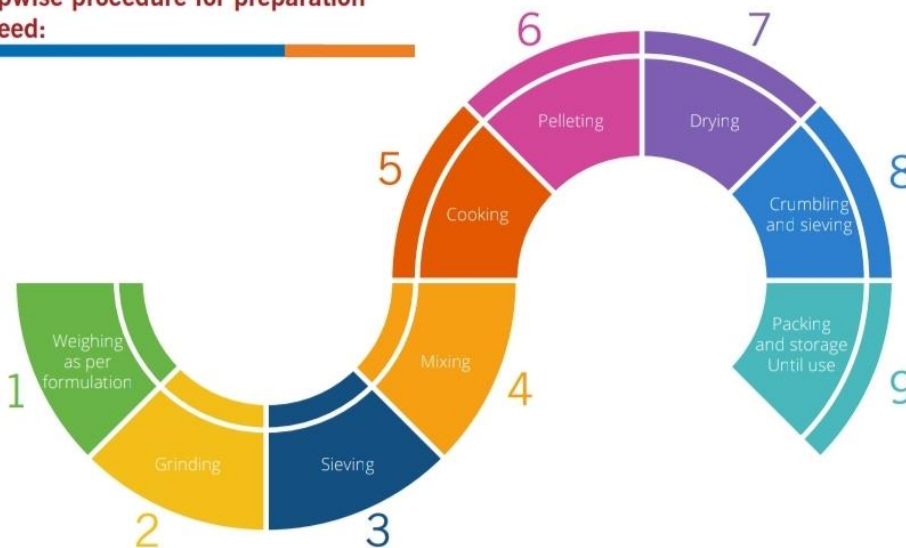 pwise procedure for preparation
eed:
1
Weighing
as per
formulation
2
Grinding
3
Sieving
4
Mixing
5
Cooking
6
Pelleting
7
Drying
8
Crumbling
and sieving
9
Packing
and storage
Until use